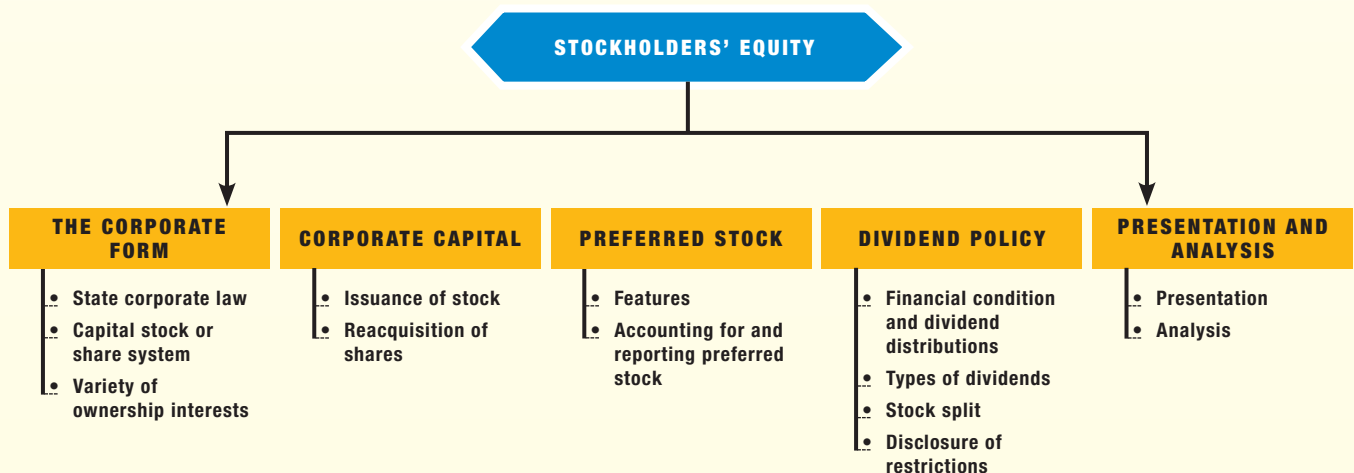 STOCKHOLDERS’ EQUITY
THE CORPORATE
FORM
• State corporate law
• Capital stock or
share system
• Variety of
ownership interests
CORPORATE CAPITAL
• Issuance of stock
• Reacquisition of
shares
PREFERRED STOCK
• Features
• Accounting for and
reporting preferred
stock
DIVIDEND POLICY
• Financial condition
and dividend
distributions
• Types of dividends
• Stock split
• Disclosure of
restrictions
PRESENTATION AND
ANALYSIS
• Presentation
• Analysis